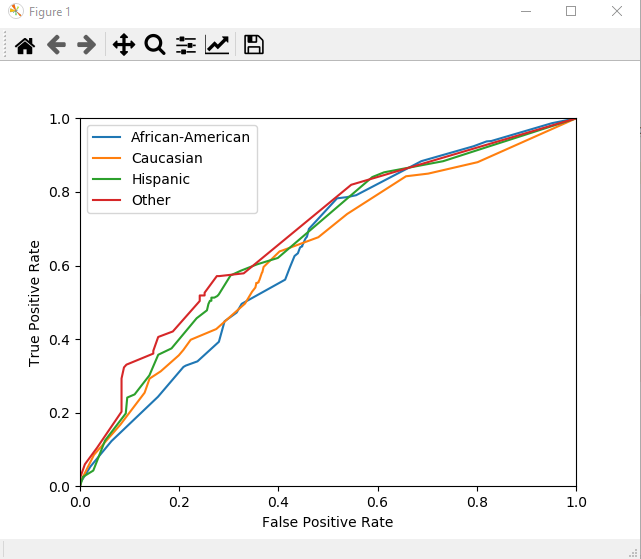 Figure 1
African-American
Caucasian
Hispanic
Other
True Positive Rate
1.0
0.8
0.6
0.4
0.2
0.0
0.0 0.2 0.4 0.6 0.8 1.0
False Positive Rate